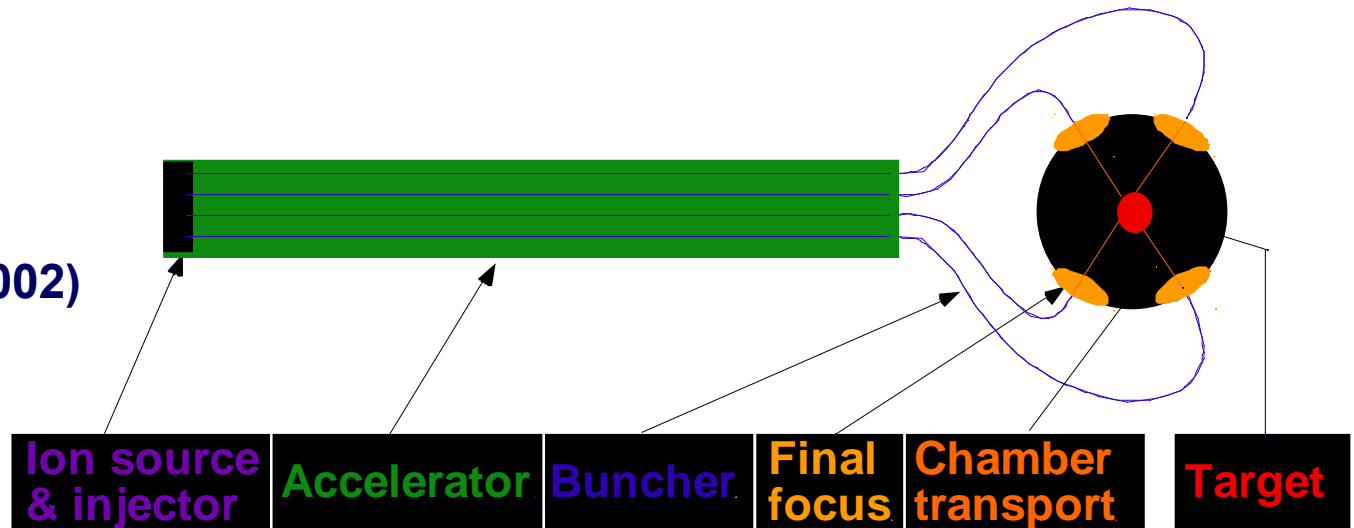 002)
Ion source
& injector
Accelerator
Buncher
Final
focus
Chamber
transport
Target